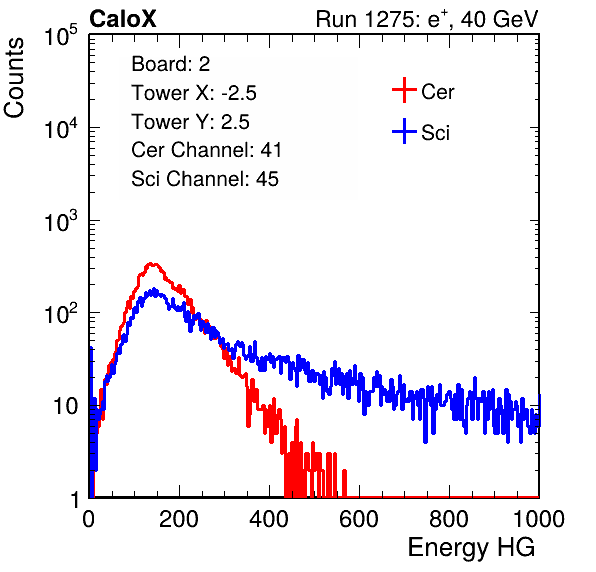 CaloX Run 1275: e⁺, 40 GeV
Counts
10⁵
10⁴
10³
10²
10
1
Board: 2
Tower X: -2.5
Tower Y: 2.5
Cer Channel: 41
Sci Channel: 45
Cer
Sci
0 200 400 600 800 1000
Energy HG